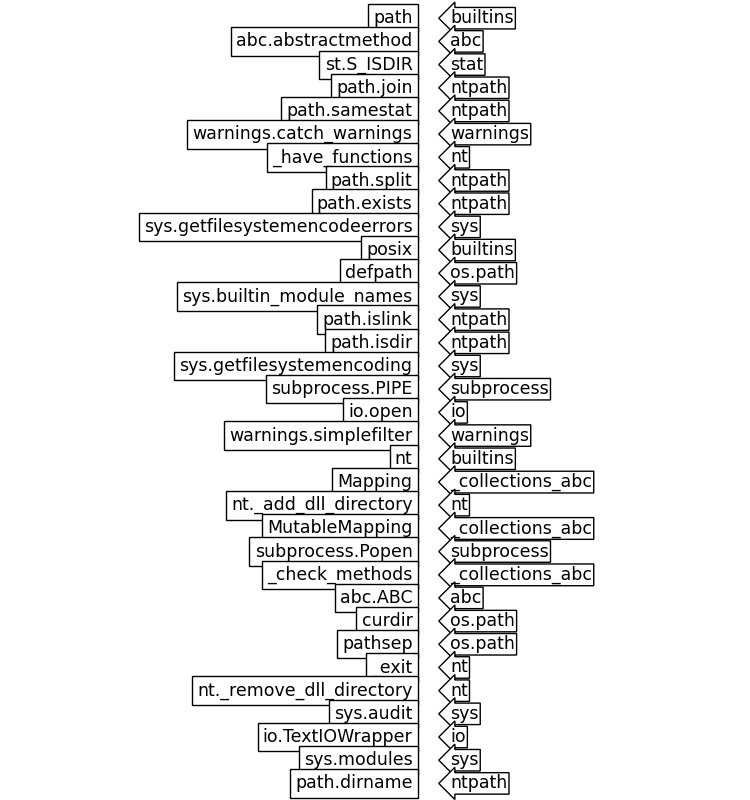 path builtins
abc.abstractmethod abc
st.S_ISDIR stat
path.join ntpath
path.samestat ntpath
warnings.catch_warnings warnings
_have_functions nt
path.split ntpath
path.exists ntpath
sys.getfilesystemencodeerrors sys
posix builtins
defpath os.path
sys.builtin_module_names sys
path.islink ntpath
path.isdir ntpath
sys.getfilesystemencoding sys
subprocess.PIPE subprocess
io.open io
warnings.simplefilter warnings
nt builtins
Mapping _collections_abc
nt._add_dll_directory nt
MutableMapping _collections_abc
subprocess.Popen subprocess
_check_methods _collections_abc
abc.ABC abc
curdir os.path
pathsep os.path
exit nt
nt._remove_dll_directory nt
sys.audit sys
io.TextIOWrapper io
sys.modules sys
path.dirname ntpath